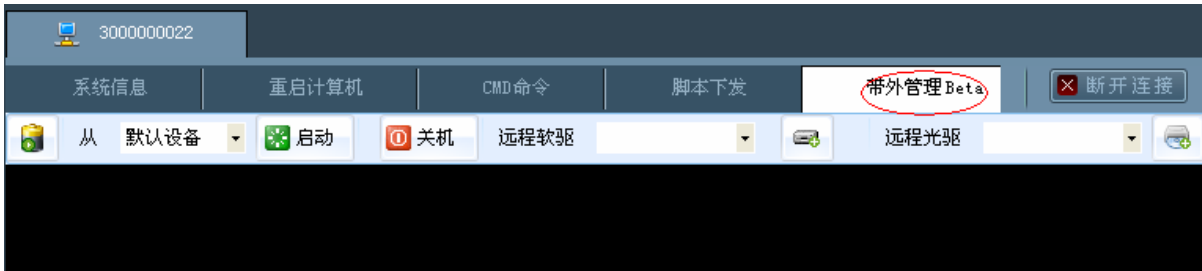 3000000022
系统信息 重启计算机 CMD命令 脚本下发 带外管理Beta 断开连接
从 默认设备 启动 关机 远程软驱 远程光驱